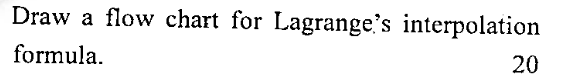 Draw a flow chart for Lagrange's interpolation
formula. 20